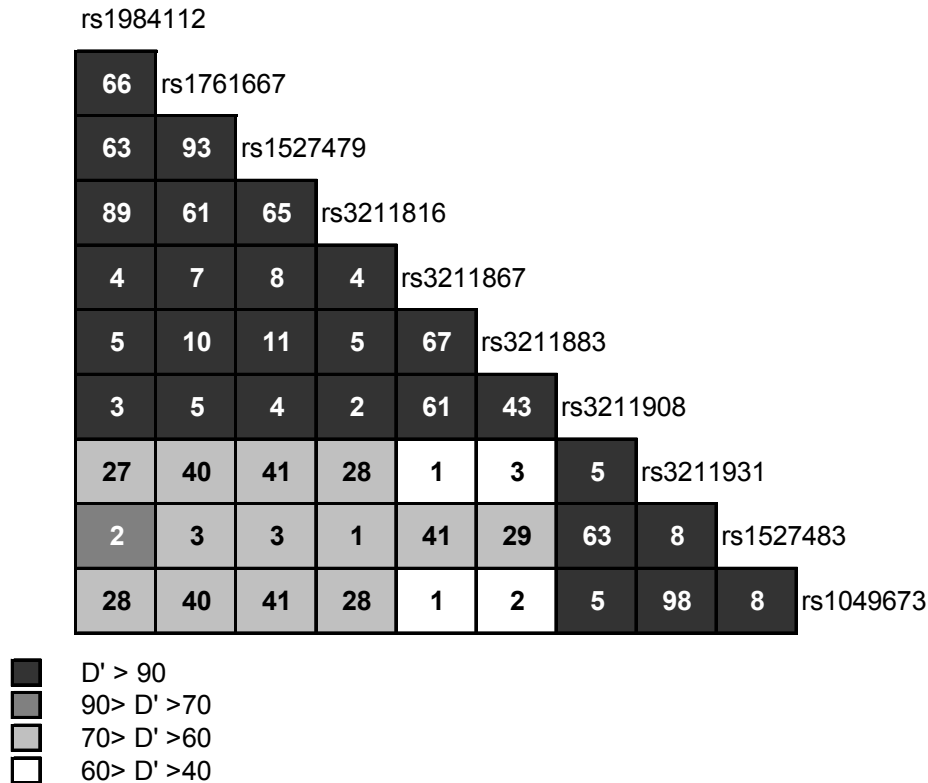 rs1984112
66 rs1761667
63 93 rs1527479
89 61 65 rs3211816
4 7 8 4 rs3211867
5 10 11 5 67 rs3211883
3 5 4 2 61 43 rs3211908
27 40 41 28 1 3 5 rs3211931
2 3 3 1 41 29 63 8 rs1527483
28 40 41 28 1 2 5 98 8 rs1049673
D' > 90
90> D' >70
70> D' >60
60> D' >40